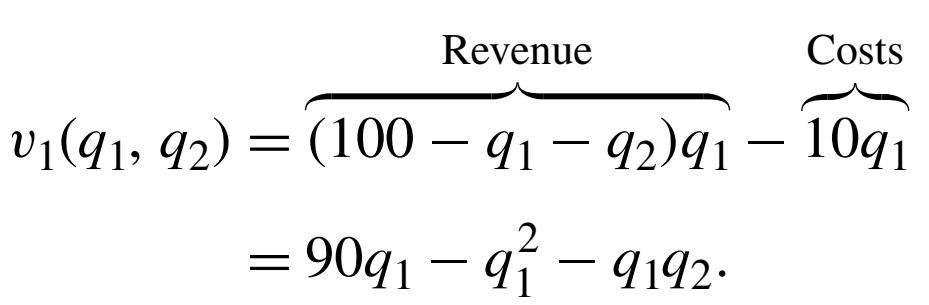 Revenue Costs
v₁(q₁, q₂) = (100 − q₁ − q₂)q₁ − 10q₁
= 90q₁ − q₁² − q₁q₂.